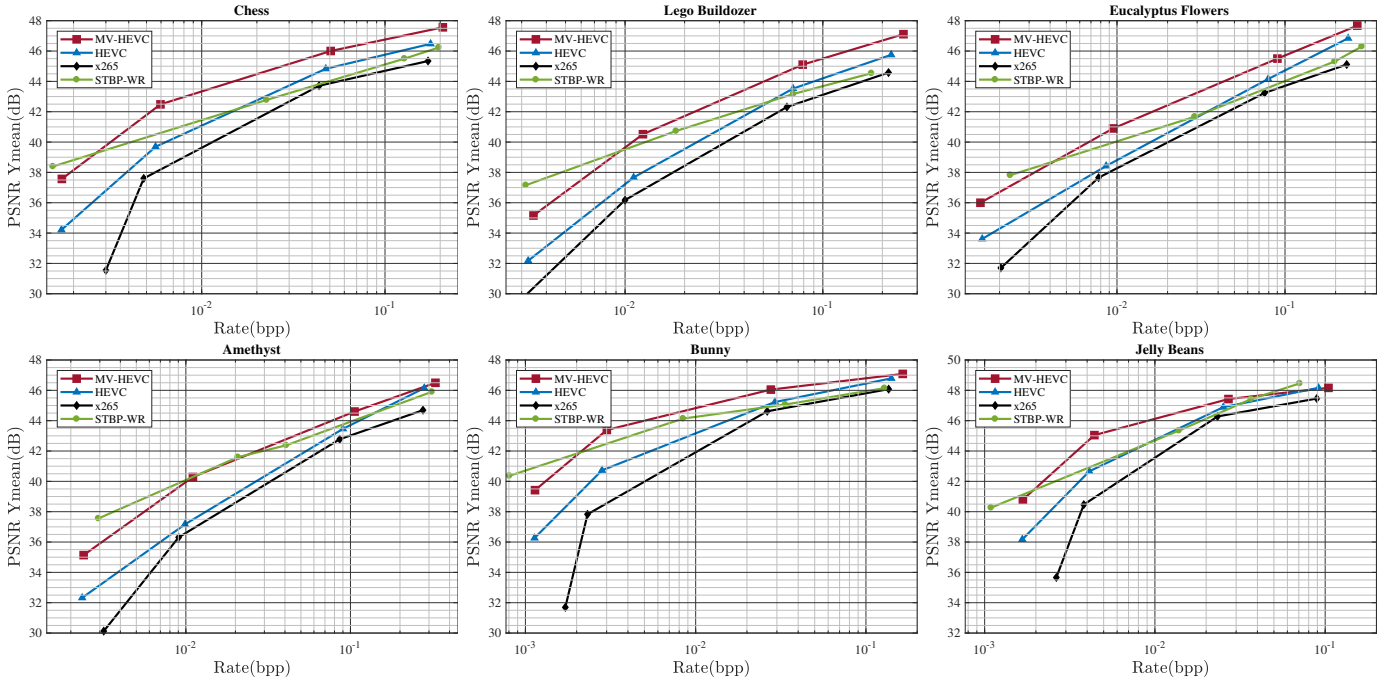 Chess
48
46
44
42
40
38
36
34
32
30
PSNR Ymean(dB)
MV-HEVC
HEVC
x265
STBP-WR
10-2
10-1
Rate(bpp)
Lego Buildozer
48
46
44
42
40
38
36
34
32
30
PSNR Ymean(dB)
MV-HEVC
HEVC
x265
STBP-WR
10-2
10-1
Rate(bpp)
Eucalyptus Flowers
48
46
44
42
40
38
36
34
32
30
PSNR Ymean(dB)
MV-HEVC
HEVC
x265
STBP-WR
10-2
10-1
Rate(bpp)
Amethyst
48
46
44
42
40
38
36
34
32
30
PSNR Ymean(dB)
MV-HEVC
HEVC
x265
STBP-WR
10-2
10-1
Rate(bpp)
Bunny
48
46
44
42
40
38
36
34
32
30
PSNR Ymean(dB)
MV-HEVC
HEVC
x265
STBP-WR
10-3
10-2
10-1
Rate(bpp)
Jelly Beans
50
48
46
44
42
40
38
36
34
32
PSNR Ymean(dB)
MV-HEVC
HEVC
x265
STBP-WR
10-3
10-2
10-1
Rate(bpp)